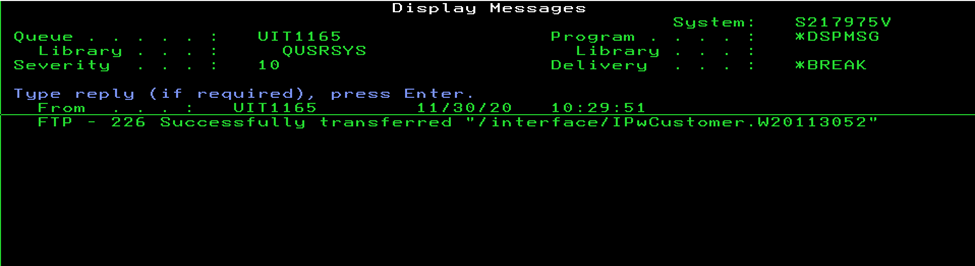 Display Messages
System: S217975V
Queue . . . . . : UIT1165 Program . . . . : *DSPMSG
Library . . . : QUSRSYS Library . . . :
Severity . . . : 10 Delivery . . . : *BREAK
Type reply (if required), press Enter.
From . . . : UIT1165 11/30/20 10:29:51
FTP - 226 Successfully transferred "/interface/IPwCustomer.W20113052"